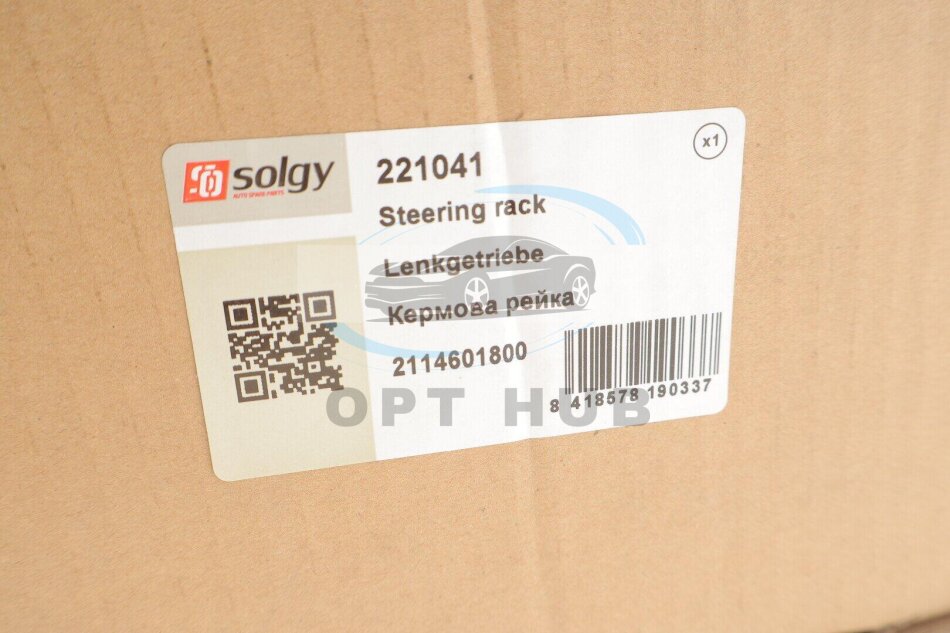 solgy
AUTO SPARE PARTS
x1
221041
Steering rack
Lenkgetriebe
Кермова рейка
2114601800
8 418578 190337
OPT HUB